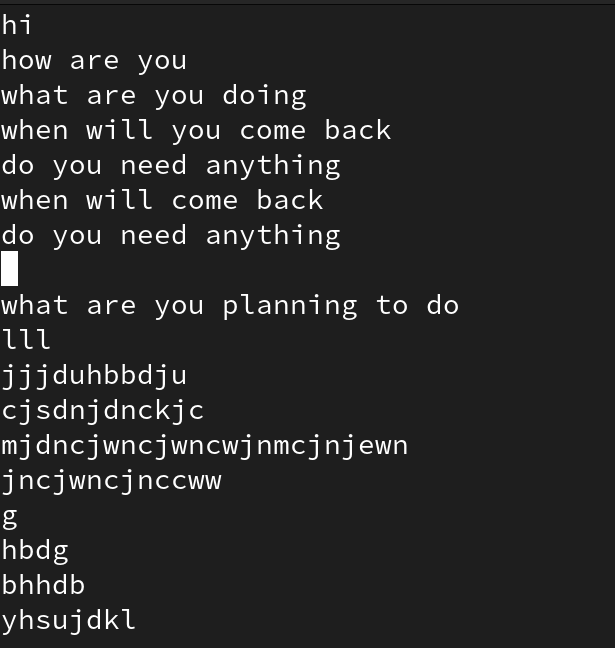 hi
how are you
what are you doing
when will you come back
do you need anything
when will come back
do you need anything
what are you planning to do
lll
jjjduhbbdju
cjsdnjdnckjc
mjdncjwncjwncwjnmcjnjewn
jncjwncjnccww
g
hbdg
bhhdb
yhsujdkl